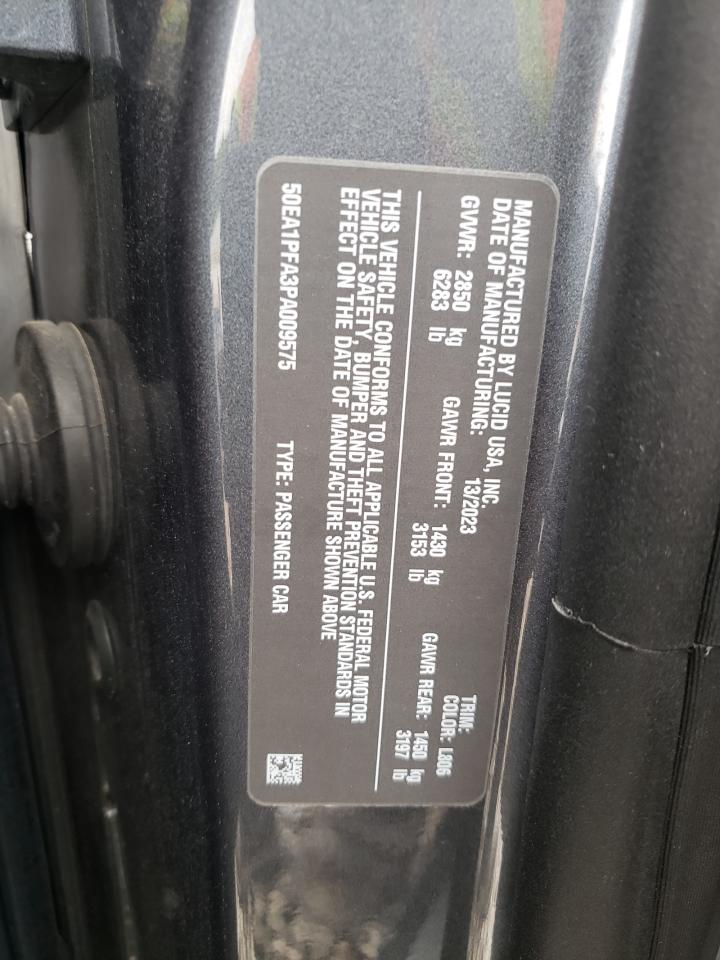 MANUFACTURED BY LUCID USA, INC.
DATE OF MANUFACTURING: 13/2023
TRIM:
COLOR: L806
GVWR: 2850 kg GAWR FRONT: 1430 kg GAWR REAR: 1450 kg
6283 lb 3153 lb 3197 lb
THIS VEHICLE CONFORMS TO ALL APPLICABLE U.S. FEDERAL MOTOR
VEHICLE SAFETY, BUMPER AND THEFT PREVENTION STANDARDS IN
EFFECT ON THE DATE OF MANUFACTURE SHOWN ABOVE
50EA1PFA3PA009575 TYPE: PASSENGER CAR